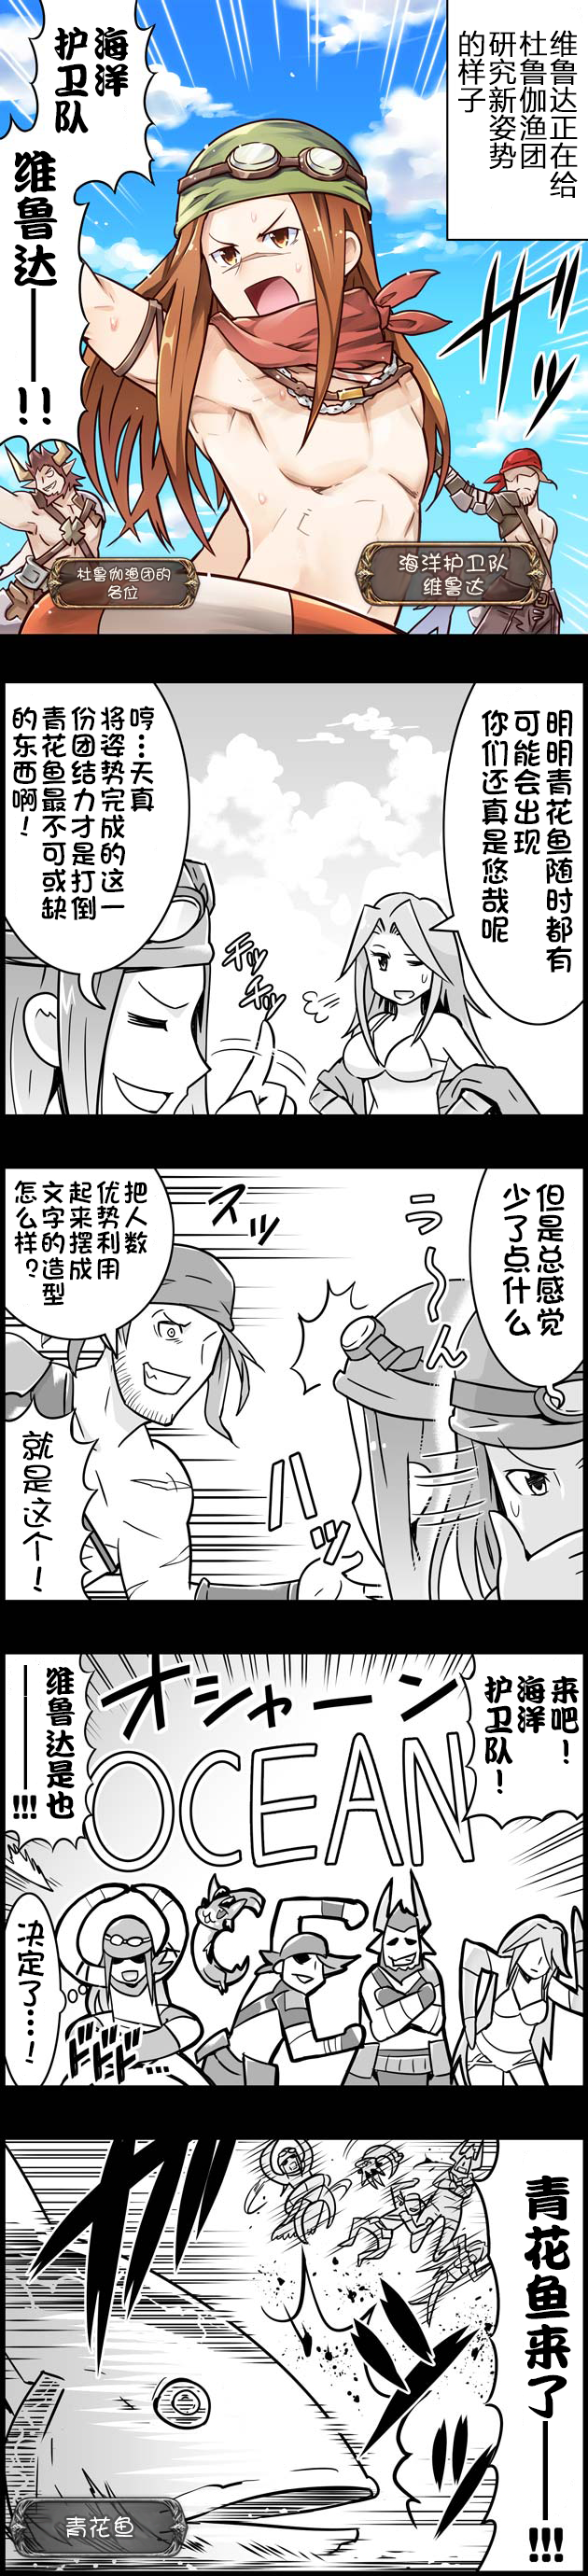 维鲁达正在给
杜鲁伽渔团
研究新姿势
的样子
海洋
护卫队
维鲁达——!!
ザッ
杜鲁伽渔团的
各位
海洋护卫队
维鲁达
明明青花鱼随时都有
可能会出现
你们还真是悠哉呢
哼…天真
将姿势完成的这一
份团结力才是打倒
青花鱼最不可或缺
的东西啊！
チッ
チッ
但是总感觉
少了点什么
う〜〜ん
スッ
把人数
优势利用
起来摆成
文字的造型
怎么样？
ハッ
就是这个！
来吧！
海洋
护卫队！
オシャーン
OCEAN
维鲁达是也
——!!!
决定了…！
ドドド…
青花鱼来了——!!!
青花鱼